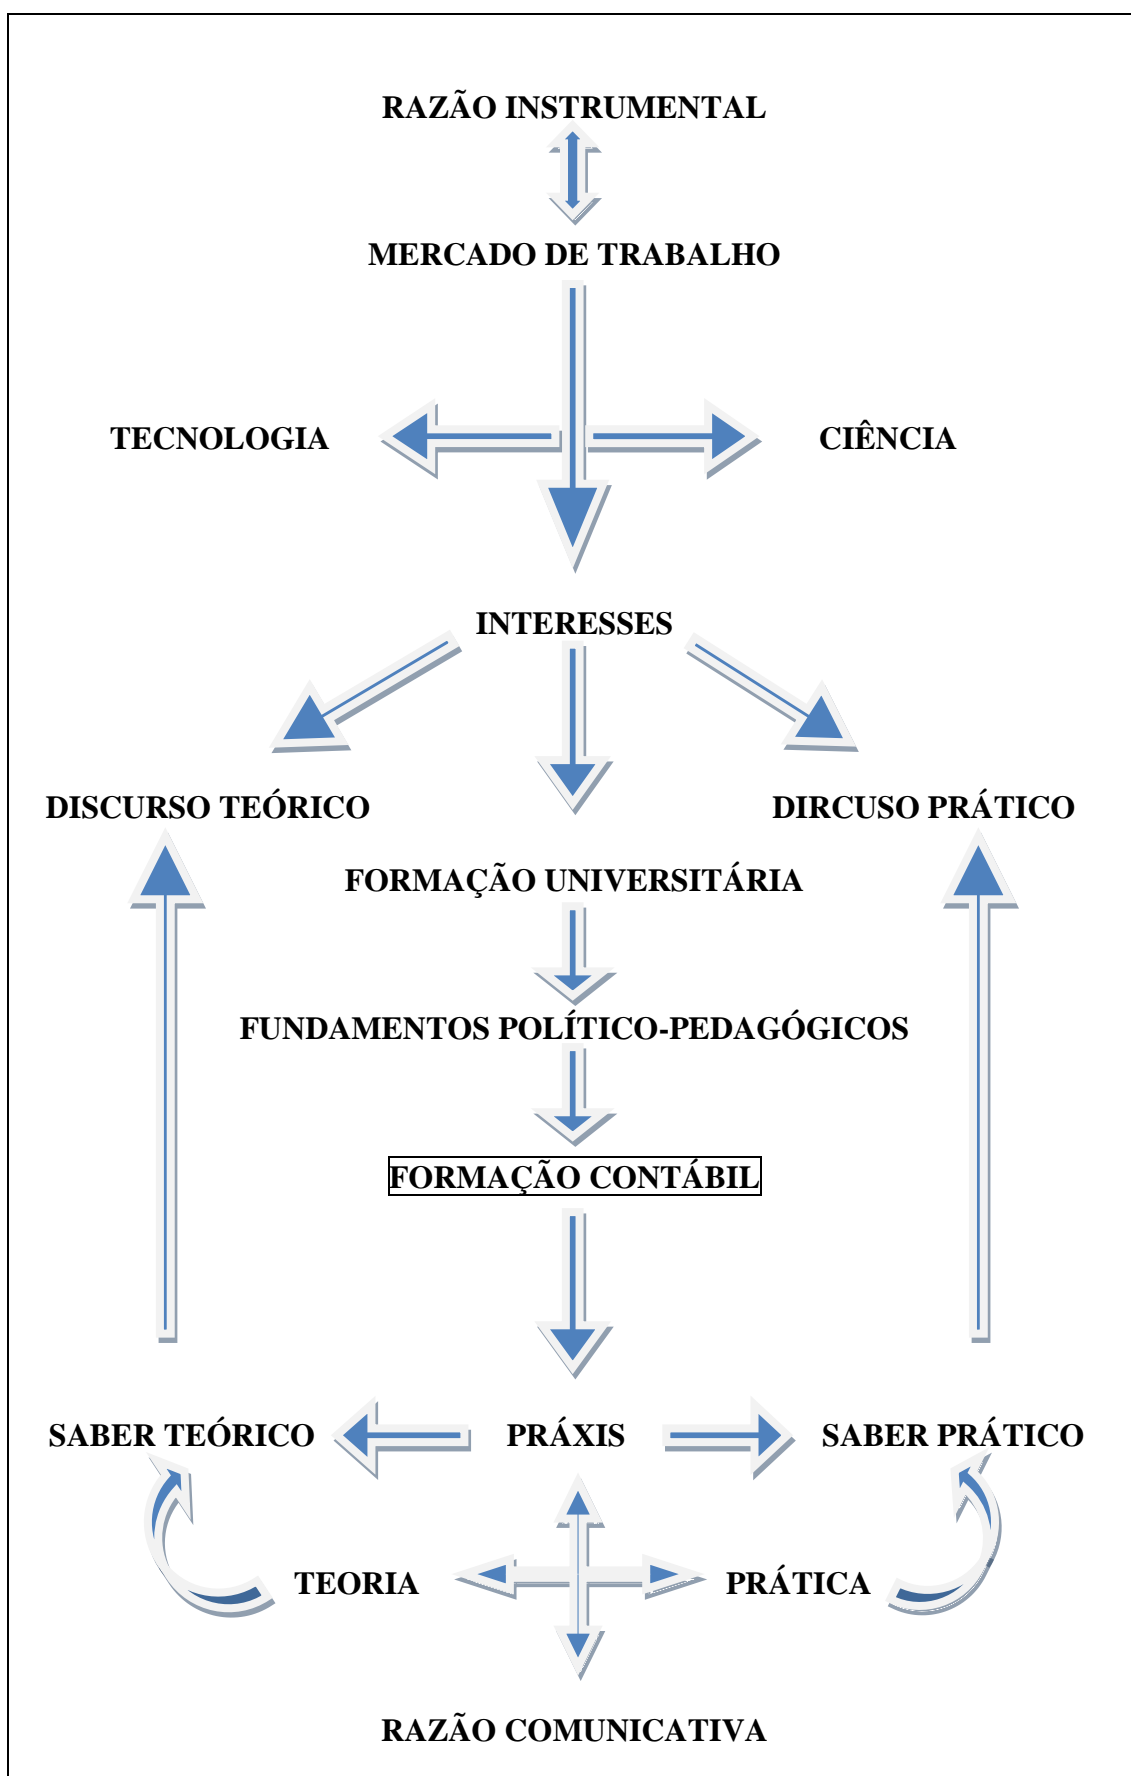 RAZÃO INSTRUMENTAL
MERCADO DE TRABALHO
TECNOLOGIA
CIÊNCIA
INTERESSES
DISCURSO TEÓRICO
DIRCUSO PRÁTICO
FORMAÇÃO UNIVERSITÁRIA
FUNDAMENTOS POLÍTICO-PEDAGÓGICOS
FORMAÇÃO CONTÁBIL
SABER TEÓRICO
PRÁXIS
SABER PRÁTICO
TEORIA
PRÁTICA
RAZÃO COMUNICATIVA